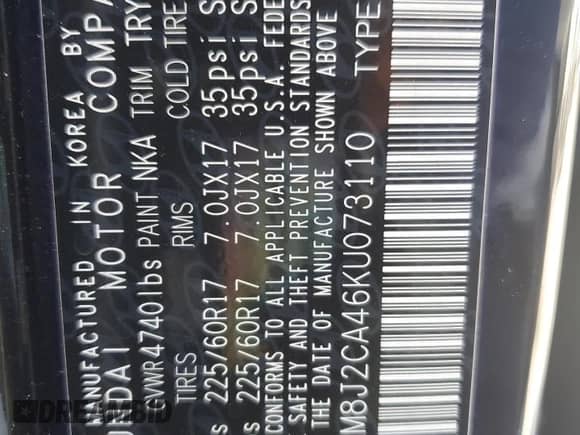 MANUFACTURED IN KOREA BY
UNDAI MOTOR COMPA
GVWR4740lbs PAINT NKA TRIM TRY
TIRES RIMS COLD TIRE
s 225/60R17 7.0JX17 35psi S
s 225/60R17 7.0JX17 35psi S
CONFORMS TO ALL APPLICABLE U.S.A. FEDE
SAFETY AND THEFT PREVENTION STANDARDS
THE DATE OF MANUFACTURE SHOWN ABOVE
M8J2CA46KU073110 TYPE
DREAMBID